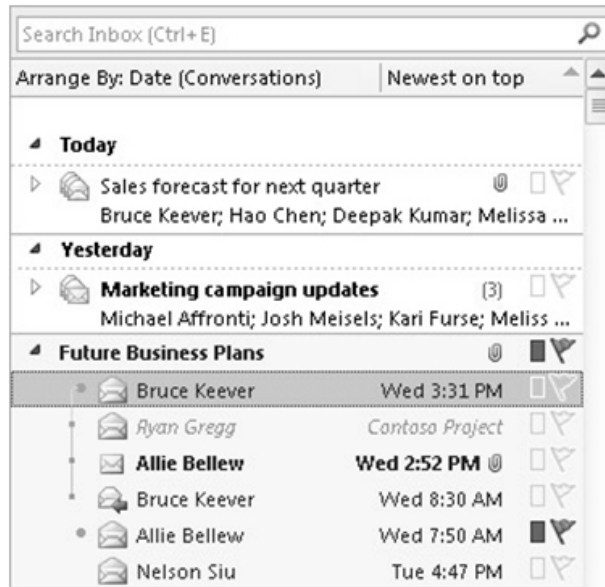 Search Inbox (Ctrl+E)
Arrange By: Date (Conversations) Newest on top
Today
Sales forecast for next quarter
Bruce Keever; Hao Chen; Deepak Kumar; Melissa ...
Yesterday
Marketing campaign updates (3)
Michael Affronti; Josh Meisels; Kari Furse; Meliss ...
Future Business Plans
Bruce Keever Wed 3:31 PM
Ryan Gregg Contoso Project
Allie Bellew Wed 2:52 PM
Bruce Keever Wed 8:30 AM
Allie Bellew Wed 7:50 AM
Nelson Siu Tue 4:47 PM